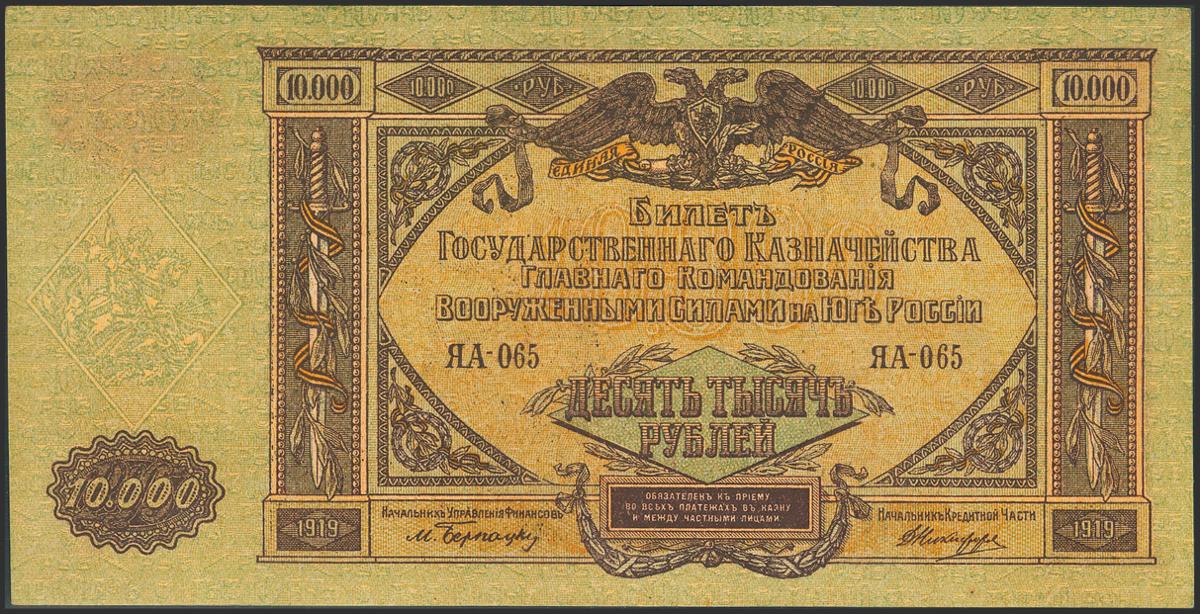 10.000
10.000
РУБ
10.000
РУБ
10.000
ЕДИНАЯ РОССІЯ
БИЛЕТЪ
ГОСУДАРСТВЕННАГО КАЗНАЧЕЙСТВА
ГЛАВНАГО КОМАНДОВАНІЯ
ВООРУЖЕННЫМИ СИЛАМИ НА ЮГѢ РОССІИ
ЯА-065 ЯА-065
ДЕСЯТЬ ТЫСЯЧЪ
РУБЛЕЙ
10.000
ОБЯЗАТЕЛЕНЪ КЪ ПРІЕМУ
ВО ВСѢХЪ ПЛАТЕЖАХЪ ВЪ КАЗНУ
И МЕЖДУ ЧАСТНЫМИ ЛИЦАМИ
1919
НАЧАЛЬНИКЪ УПРАВЛЕНІЯ ФИНАНСОВЪ
М. Бернацкій
НАЧАЛЬНИКЪ КРЕДИТНОЙ ЧАСТИ
1919